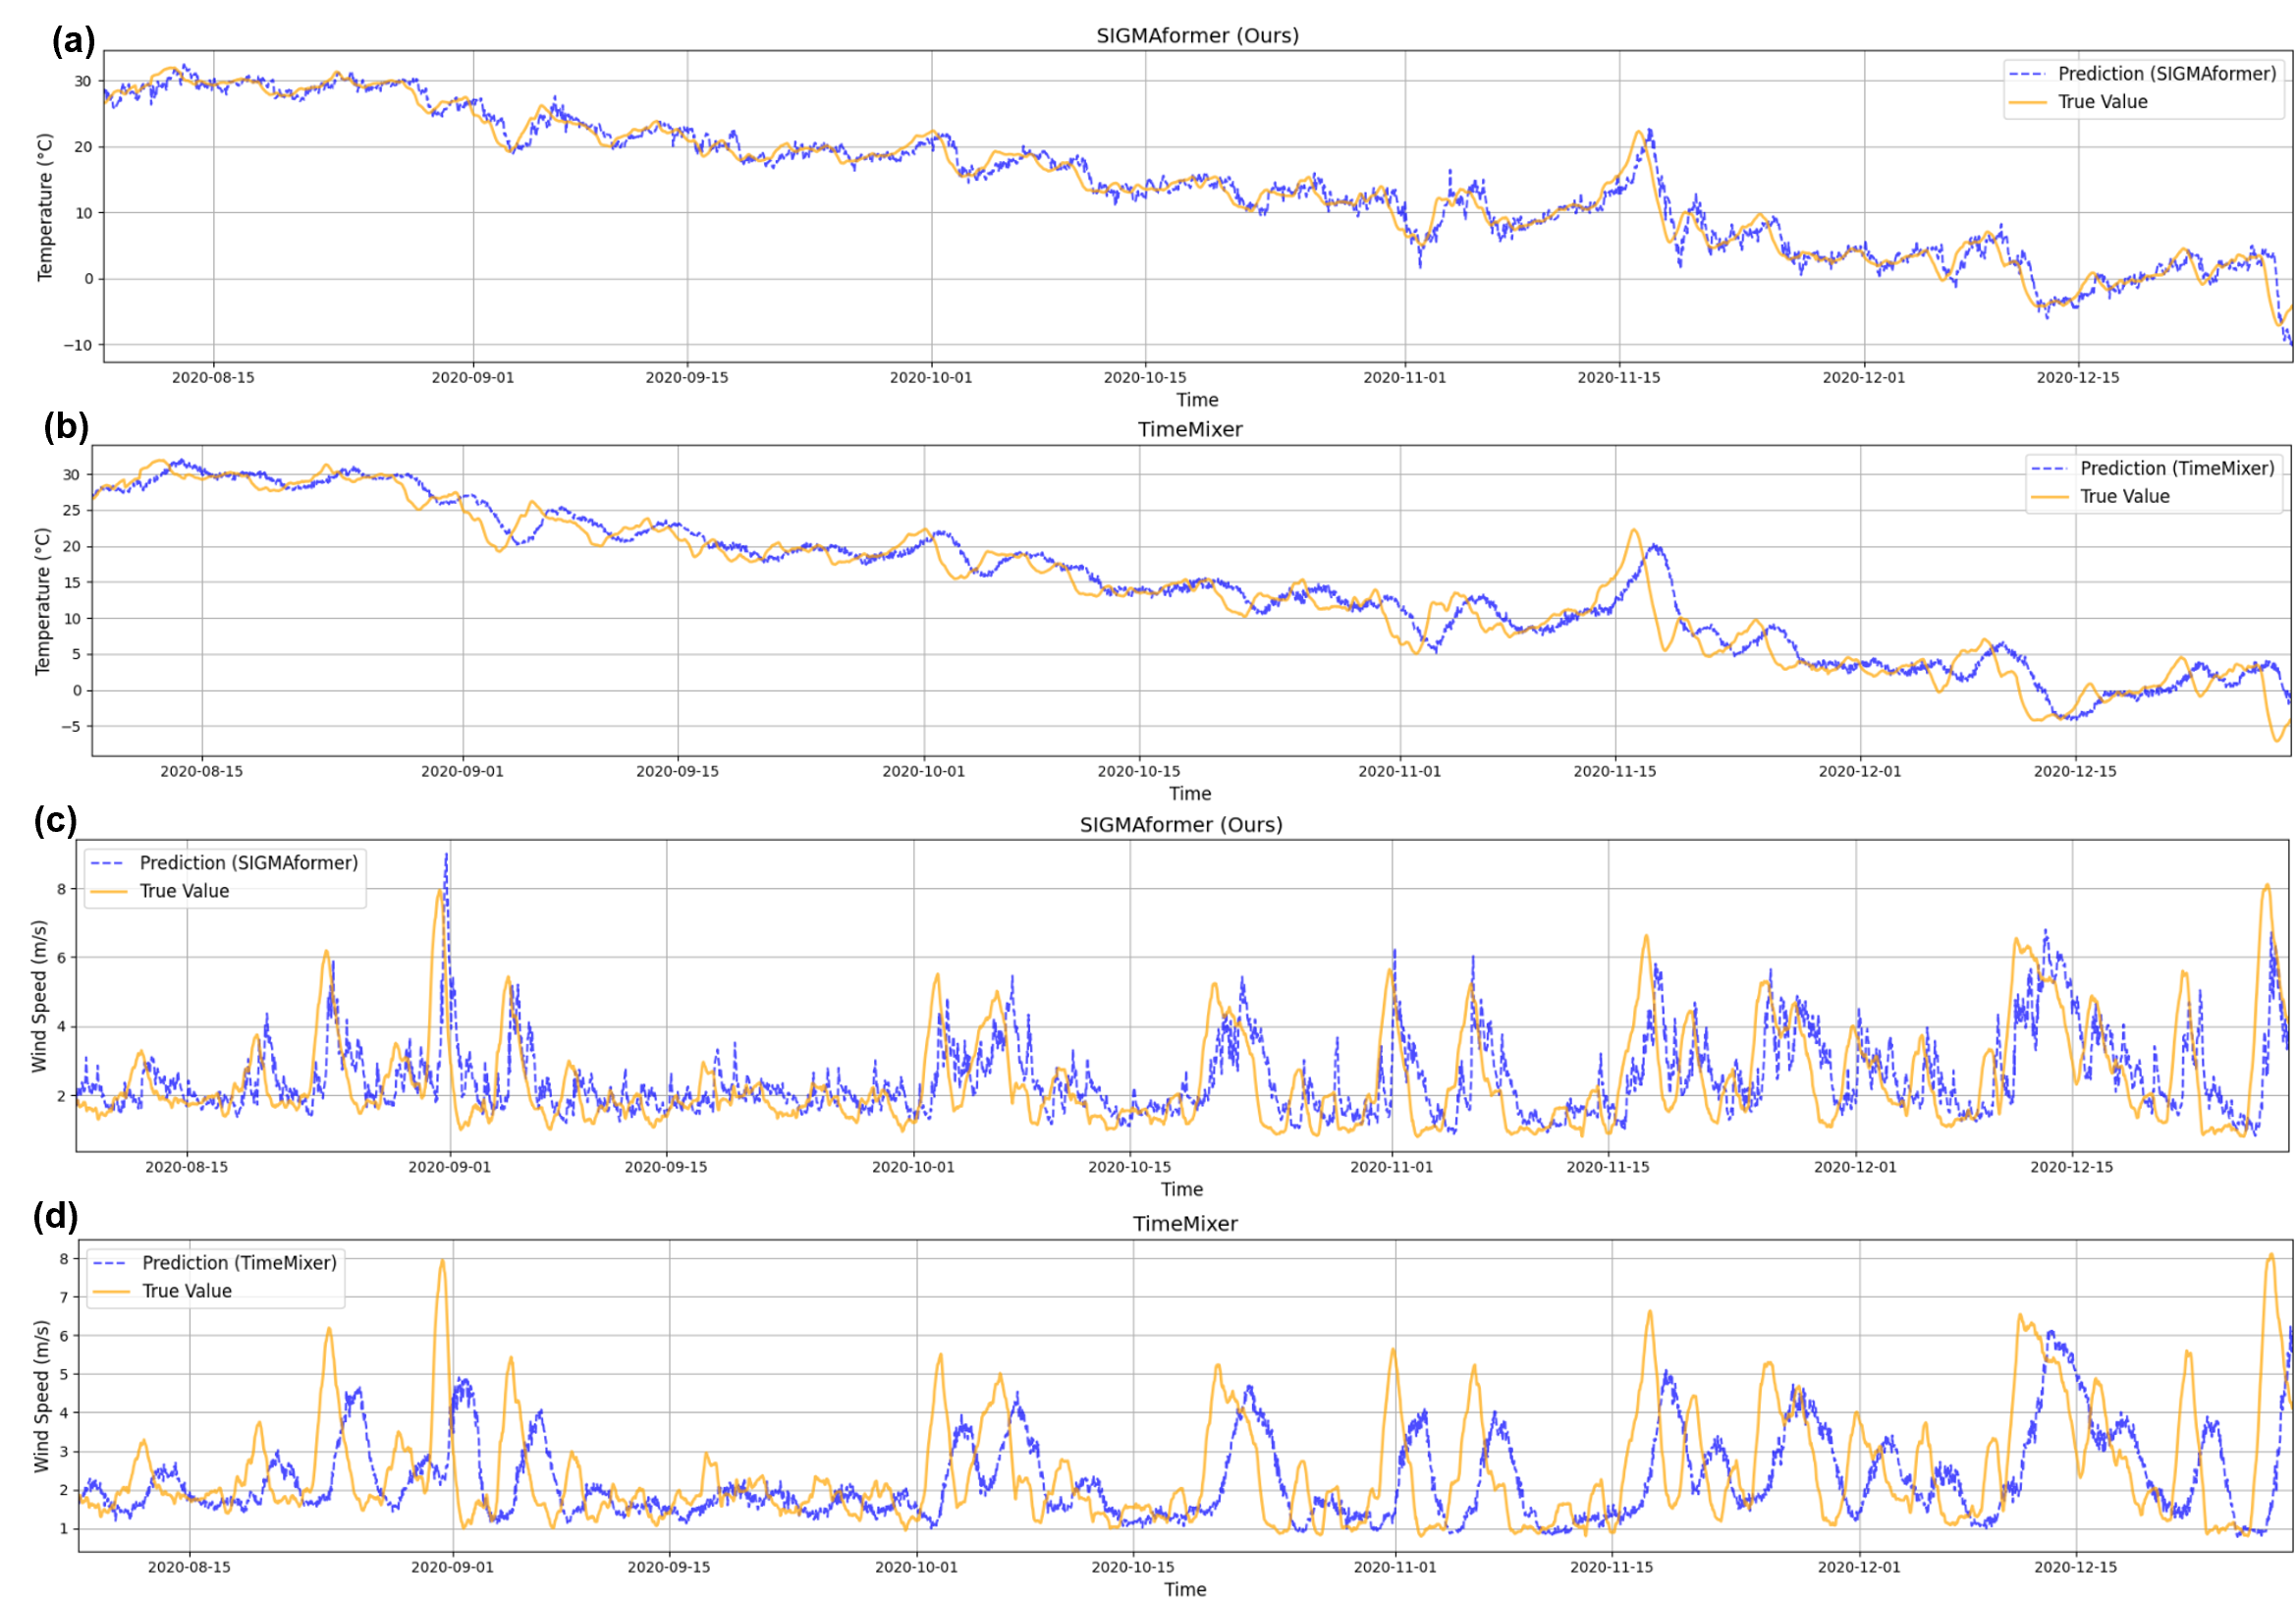 (a)
SIGMAformer (Ours)
Prediction (SIGMAformer)
True Value
Temperature (°C)
30
20
10
0
−10
2020-08-15 2020-09-01 2020-09-15 2020-10-01 2020-10-15 2020-11-01 2020-11-15 2020-12-01 2020-12-15
Time
(b)
TimeMixer
Prediction (TimeMixer)
True Value
Temperature (°C)
30
25
20
15
10
5
0
−5
2020-08-15 2020-09-01 2020-09-15 2020-10-01 2020-10-15 2020-11-01 2020-11-15 2020-12-01 2020-12-15
Time
(c)
SIGMAformer (Ours)
Prediction (SIGMAformer)
True Value
Wind Speed (m/s)
8
6
4
2
2020-08-15 2020-09-01 2020-09-15 2020-10-01 2020-10-15 2020-11-01 2020-11-15 2020-12-01 2020-12-15
Time
(d)
TimeMixer
Prediction (TimeMixer)
True Value
Wind Speed (m/s)
8
7
6
5
4
3
2
1
2020-08-15 2020-09-01 2020-09-15 2020-10-01 2020-10-15 2020-11-01 2020-11-15 2020-12-01 2020-12-15
Time